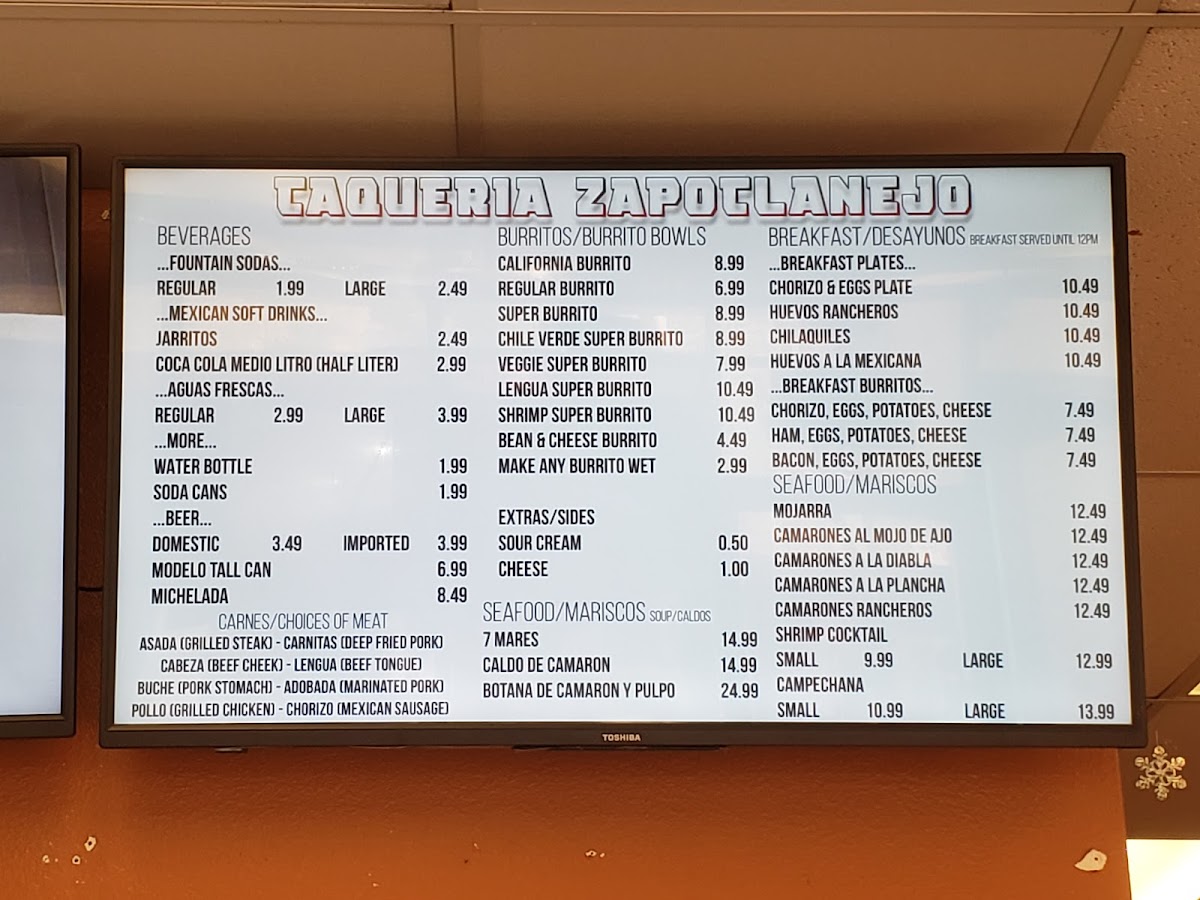 TAQUERIA ZAPOTLANEJO
BEVERAGES
...FOUNTAIN SODAS...
REGULAR 1.99 LARGE 2.49
...MEXICAN SOFT DRINKS...
JARRITOS 2.49
COCA COLA MEDIO LITRO (HALF LITER) 2.99
...AGUAS FRESCAS...
REGULAR 2.99 LARGE 3.99
...MORE...
WATER BOTTLE 1.99
SODA CANS 1.99
...BEER...
DOMESTIC 3.49 IMPORTED 3.99
MODELO TALL CAN 6.99
MICHELADA 8.49
CARNES/CHOICES OF MEAT
ASADA (GRILLED STEAK) - CARNITAS (DEEP FRIED PORK)
CABEZA (BEEF CHEEK) - LENGUA (BEEF TONGUE)
BUCHE (PORK STOMACH) - ADOBADA (MARINATED PORK)
POLLO (GRILLED CHICKEN) - CHORIZO (MEXICAN SAUSAGE)
BURRITOS/BURRITO BOWLS
CALIFORNIA BURRITO 8.99
REGULAR BURRITO 6.99
SUPER BURRITO 8.99
CHILE VERDE SUPER BURRITO 8.99
VEGGIE SUPER BURRITO 7.99
LENGUA SUPER BURRITO 10.49
SHRIMP SUPER BURRITO 10.49
BEAN & CHEESE BURRITO 4.49
MAKE ANY BURRITO WET 2.99
EXTRAS/SIDES
SOUR CREAM 0.50
CHEESE 1.00
SEAFOOD/MARISCOS SOUP/CALDOS
7 MARES 14.99
CALDO DE CAMARON 14.99
BOTANA DE CAMARON Y PULPO 24.99
BREAKFAST/DESAYUNOS BREAKFAST SERVED UNTIL 12PM
...BREAKFAST PLATES...
CHORIZO & EGGS PLATE 10.49
HUEVOS RANCHEROS 10.49
CHILAQUILES 10.49
HUEVOS A LA MEXICANA 10.49
...BREAKFAST BURRITOS...
CHORIZO, EGGS, POTATOES, CHEESE 7.49
HAM, EGGS, POTATOES, CHEESE 7.49
BACON, EGGS, POTATOES, CHEESE 7.49
SEAFOOD/MARISCOS
MOJARRA 12.49
CAMARONES AL MOJO DE AJO 12.49
CAMARONES A LA DIABLA 12.49
CAMARONES A LA PLANCHA 12.49
CAMARONES RANCHEROS 12.49
SHRIMP COCKTAIL
SMALL 9.99 LARGE 12.99
CAMPECHANA
SMALL 10.99 LARGE 13.99
TOSHIBA